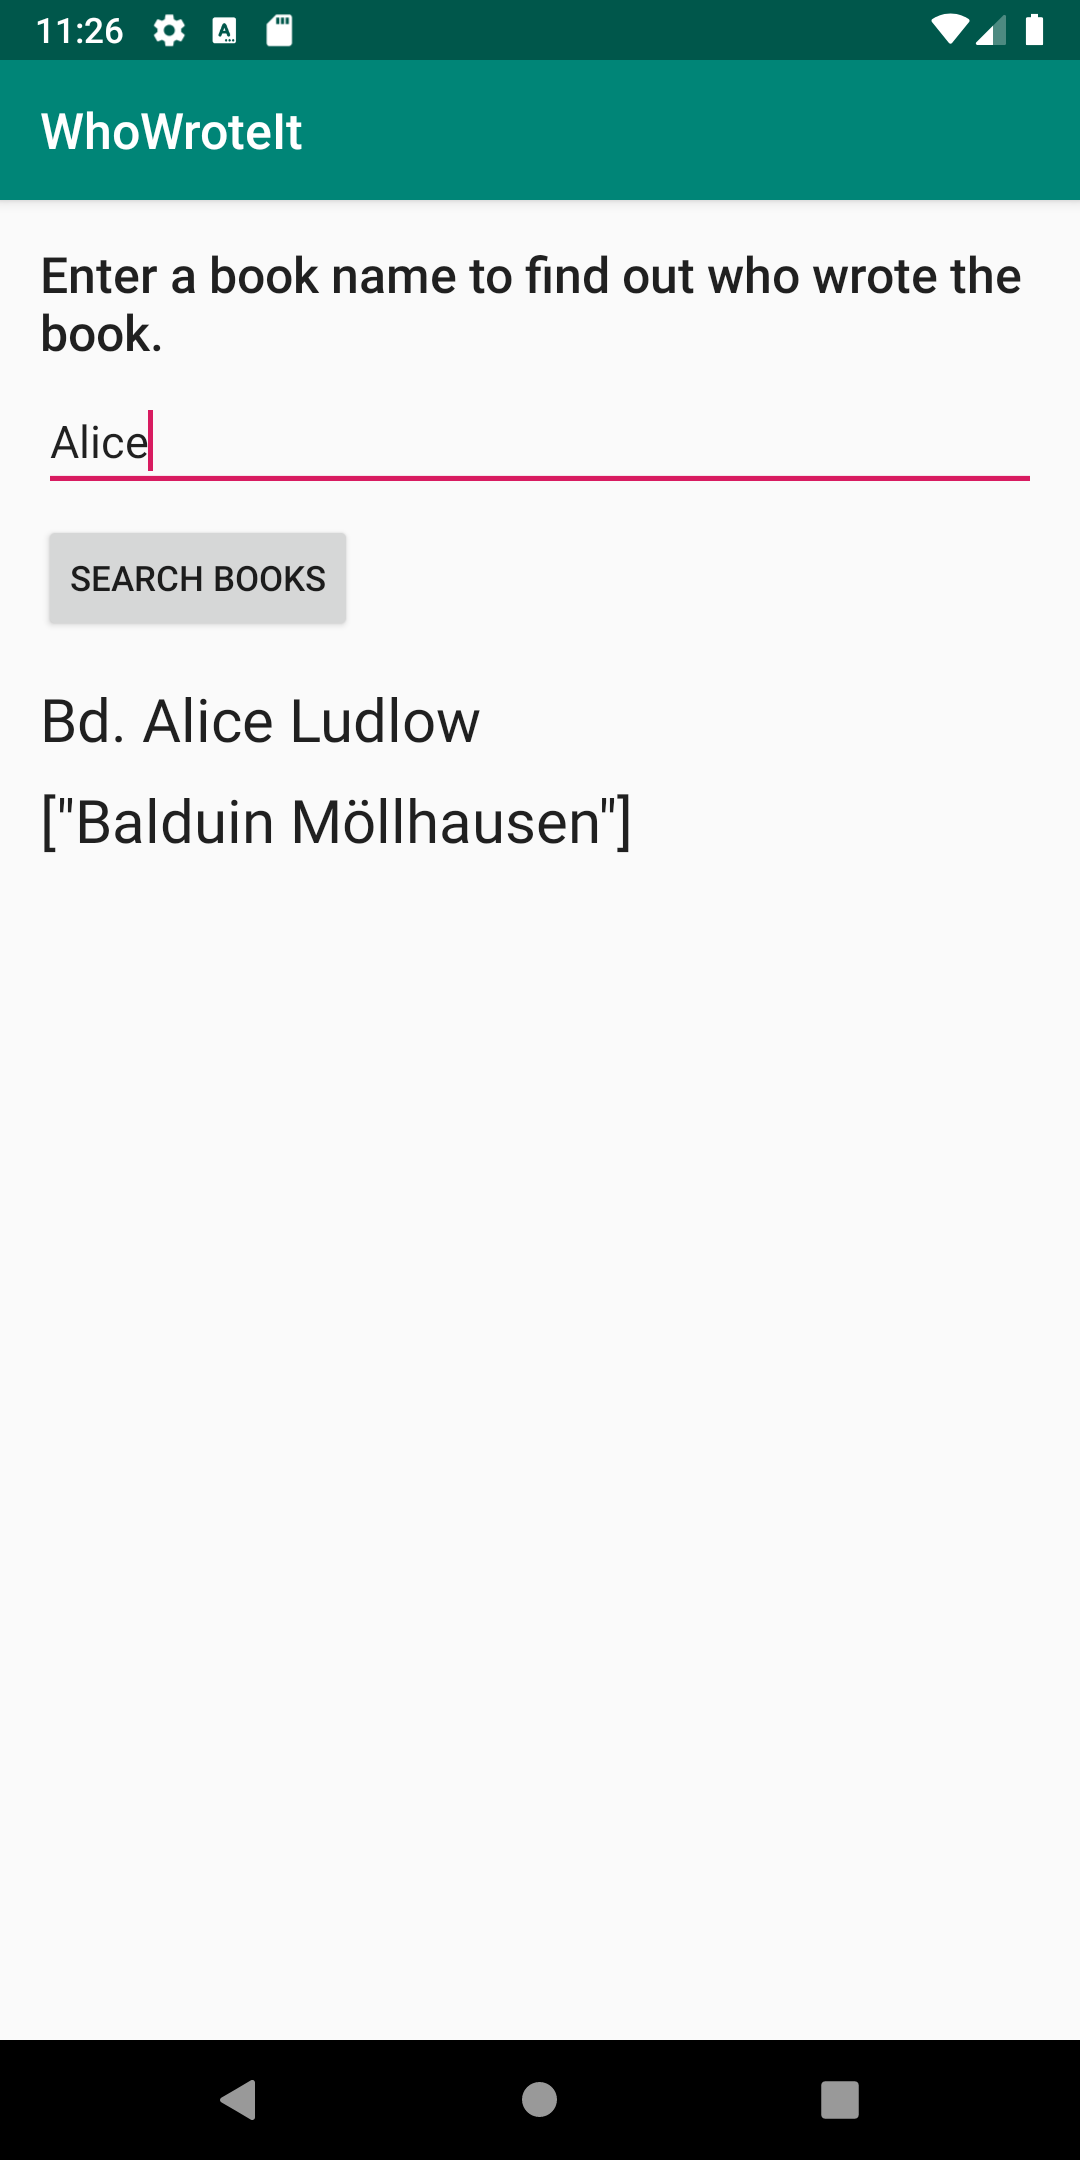 11:26
WhoWroteIt
Enter a book name to find out who wrote the
book.
Alice
SEARCH BOOKS
Bd. Alice Ludlow
["Balduin Möllhausen"]